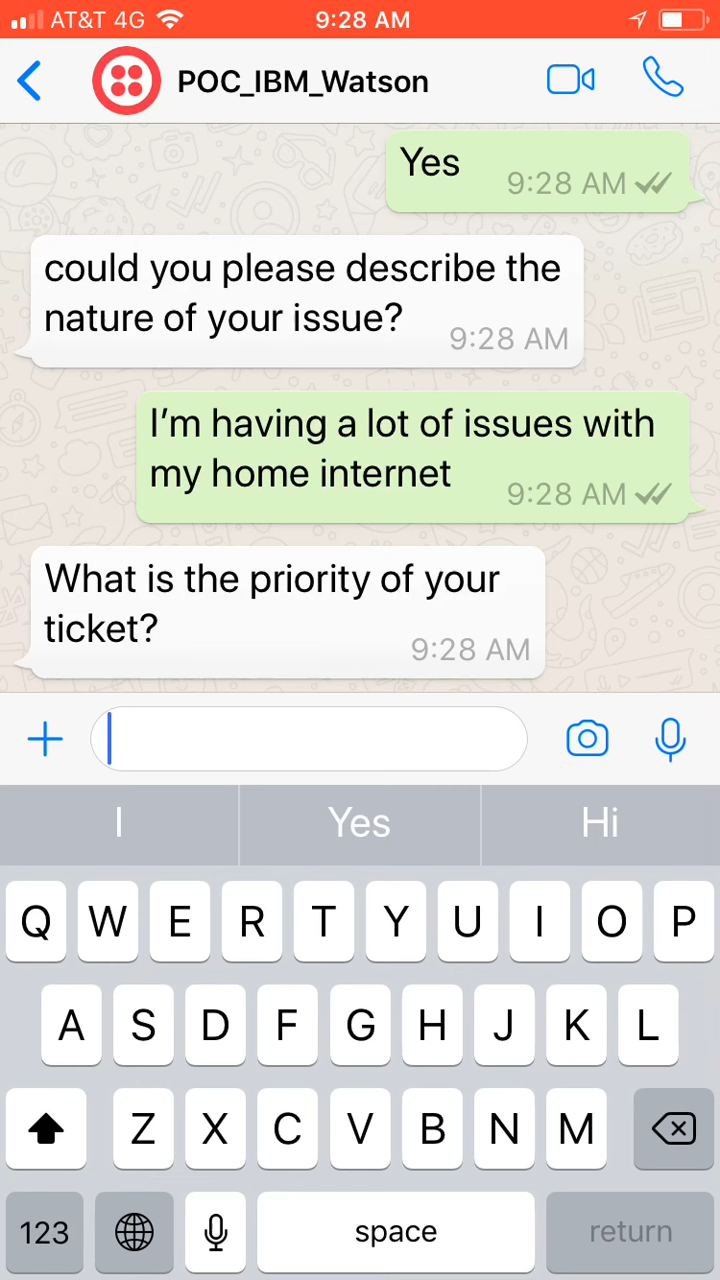 AT&T 4G 9:28 AM
POC_IBM_Watson
Yes
9:28 AM
could you please describe the
nature of your issue?
9:28 AM
I'm having a lot of issues with
my home internet
9:28 AM
What is the priority of your
ticket?
9:28 AM
I Yes Hi
Q W E R T Y U I O P
A S D F G H J K L
Z X C V B N M
123 space return